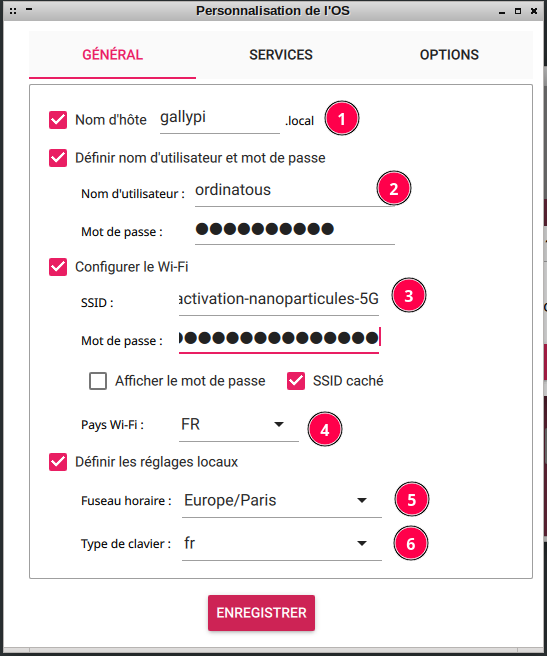 Personnalisation de l'OS
GÉNÉRAL SERVICES OPTIONS
Nom d'hôte gallypi .local 1
Définir nom d'utilisateur et mot de passe
Nom d'utilisateur : ordinatous 2
Mot de passe : ●●●●●●●●●●
Configurer le Wi-Fi
SSID : activation-nanoparticules-5G 3
Mot de passe : ●●●●●●●●●●●●●●●
Afficher le mot de passe SSID caché
Pays Wi-Fi : FR 4
Définir les réglages locaux
Fuseau horaire : Europe/Paris 5
Type de clavier : fr 6
ENREGISTRER